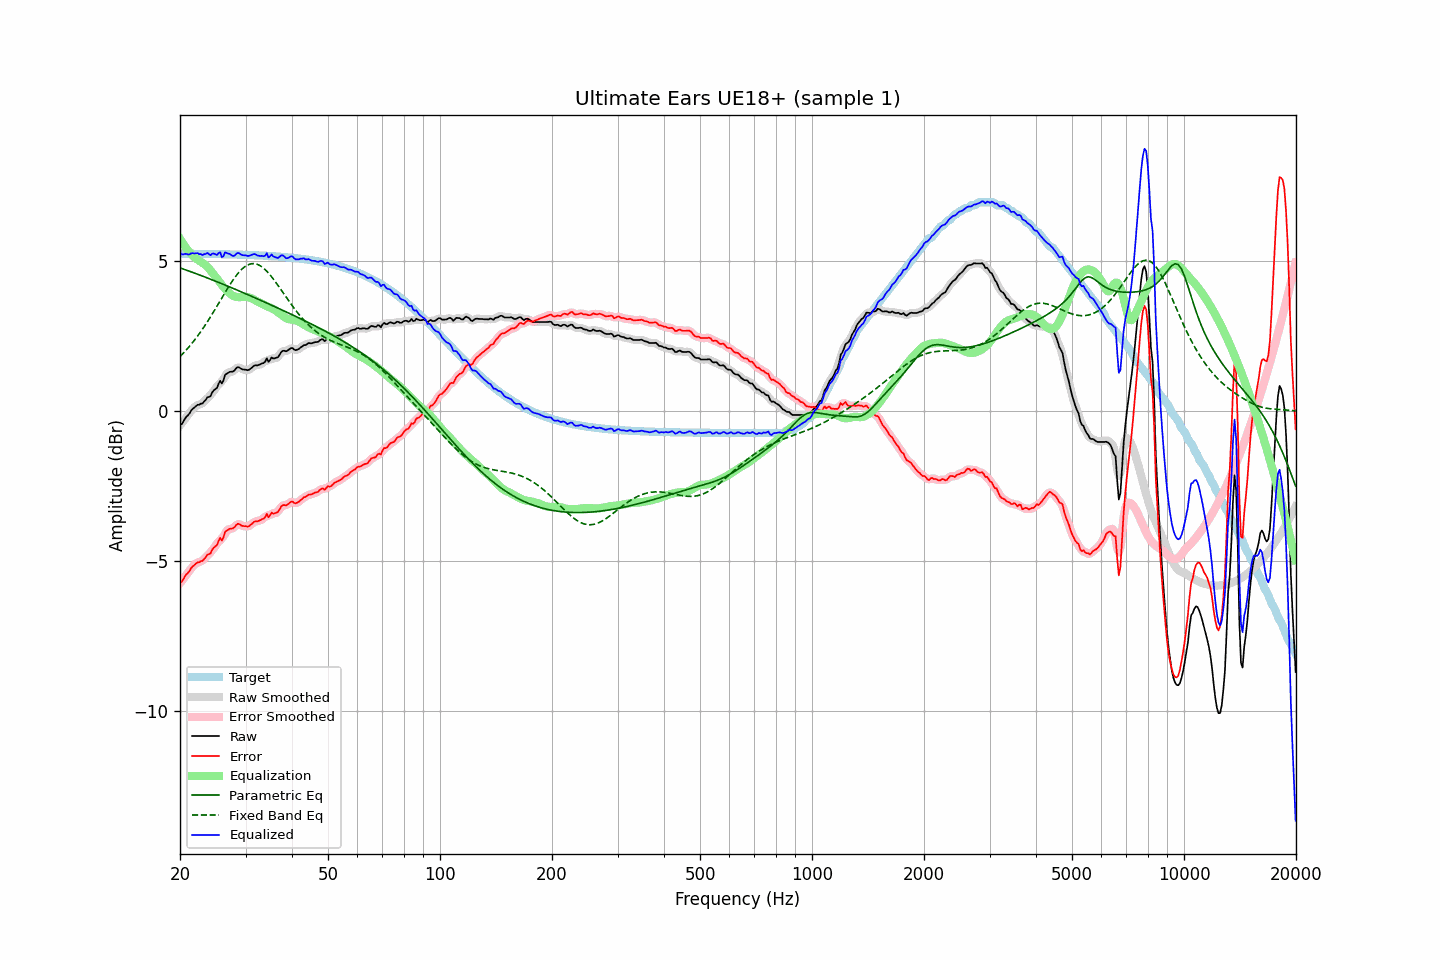 Ultimate Ears UE18+ (sample 1)
Amplitude (dBr)
5
0
−5
−10
Target
Raw Smoothed
Error Smoothed
Raw
Error
Equalization
Parametric Eq
Fixed Band Eq
Equalized
20 50 100 200 500 1000 2000 5000 10000 20000
Frequency (Hz)